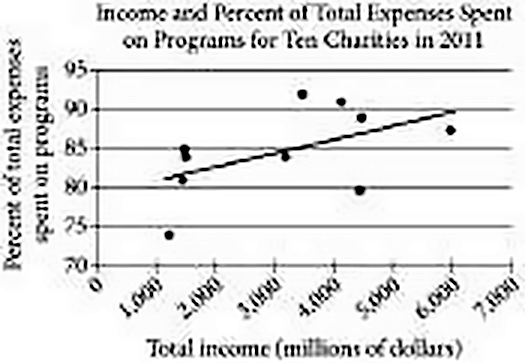 Income and Percent of Total Expenses Spent
on Programs for Ten Charities in 2011
Percent of total expenses
spent on programs
95
90
85
80
75
70
0
1,000
2,000
3,000
4,000
5,000
6,000
7,000
Total income (millions of dollars)